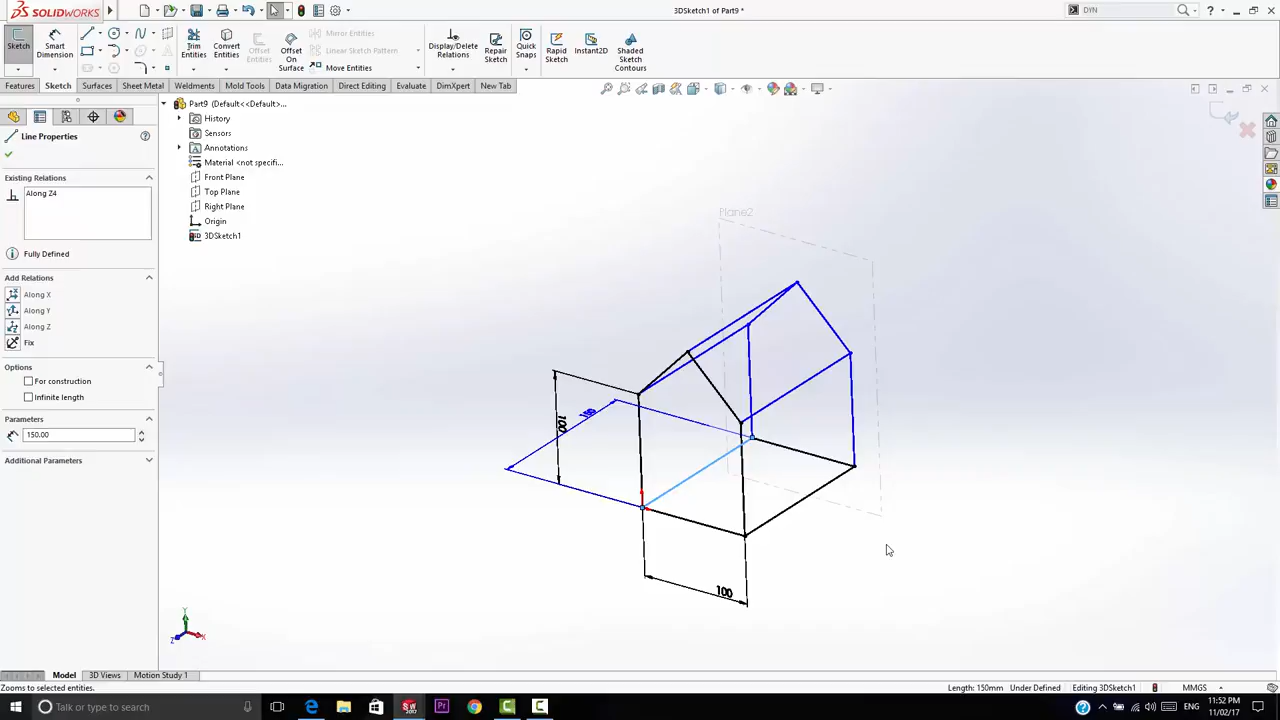 SOLIDWORKS
3DSketch1 of Part9 *
DYN
Sketch
Smart Dimension
Trim Entities
Convert Entities
Offset Entities
Offset On Surface
Mirror Entities
Linear Sketch Pattern
Move Entities
Display/Delete Relations
Repair Sketch
Quick Snaps
Rapid Sketch
Instant2D
Shaded Sketch Contours
Features
Sketch
Surfaces
Sheet Metal
Weldments
Mold Tools
Data Migration
Direct Editing
Evaluate
DimXpert
New Tab
Line Properties
Existing Relations
Along Z4
Fully Defined
Add Relations
Along X
Along Y
Along Z
Fix
Options
For construction
Infinite length
Parameters
150.00
Additional Parameters
Part9 (Default<<Default>...
History
Sensors
Annotations
Material <not specifi...
Front Plane
Top Plane
Right Plane
Origin
3DSketch1
Plane2
100
150
100
Y
X
Z
Model
3D Views
Motion Study 1
Zooms to selected entities.
Length: 150mm
Under Defined
Editing 3DSketch1
MMGS
Talk to Cortana. Ask me anything.
11:52 PM
11/02/17